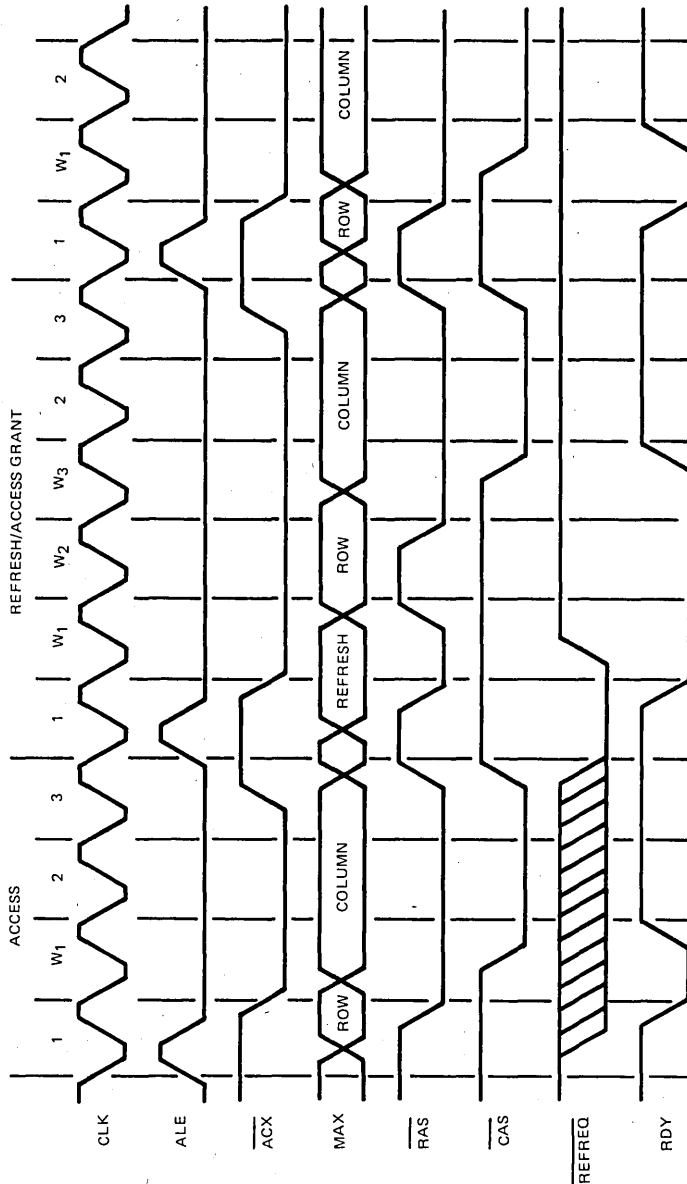 ACCESS
REFRESH/ACCESS GRANT
1 W1 2 3 1 W1 W2 W3 2 3 1 W1 2
CLK
ALE
ACX
MAX ROW COLUMN REFRESH ROW COLUMN ROW COLUMN
RAS
CAS
REFREQ
RDY